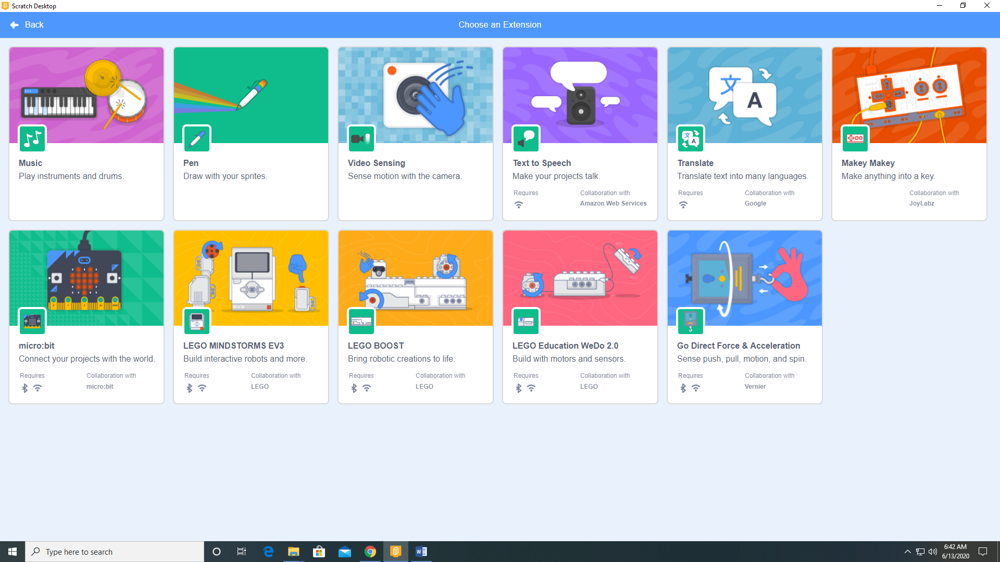 Scratch Desktop
Back
Choose an Extension
Music
Play instruments and drums.
Pen
Draw with your sprites.
Video Sensing
Sense motion with the camera.
文
A
Text to Speech
Make your projects talk.
Requires
Collaboration with
Amazon Web Services
Translate
Translate text into many languages.
Requires
Collaboration with
Google
Makey Makey
Make anything into a key.
Collaboration with
JoyLabz
micro:bit
Connect your projects with the world.
Requires
Collaboration with
micro:bit
EV3
LEGO MINDSTORMS EV3
Build interactive robots and more.
Requires
Collaboration with
LEGO
LEGO BOOST
Bring robotic creations to life.
Requires
Collaboration with
LEGO
LEGO Education WeDo 2.0
Build with motors and sensors.
Requires
Collaboration with
LEGO
Go Direct Force & Acceleration
Sense push, pull, motion, and spin.
Requires
Collaboration with
Vernier
Type here to search
6:42 AM
6/13/2020